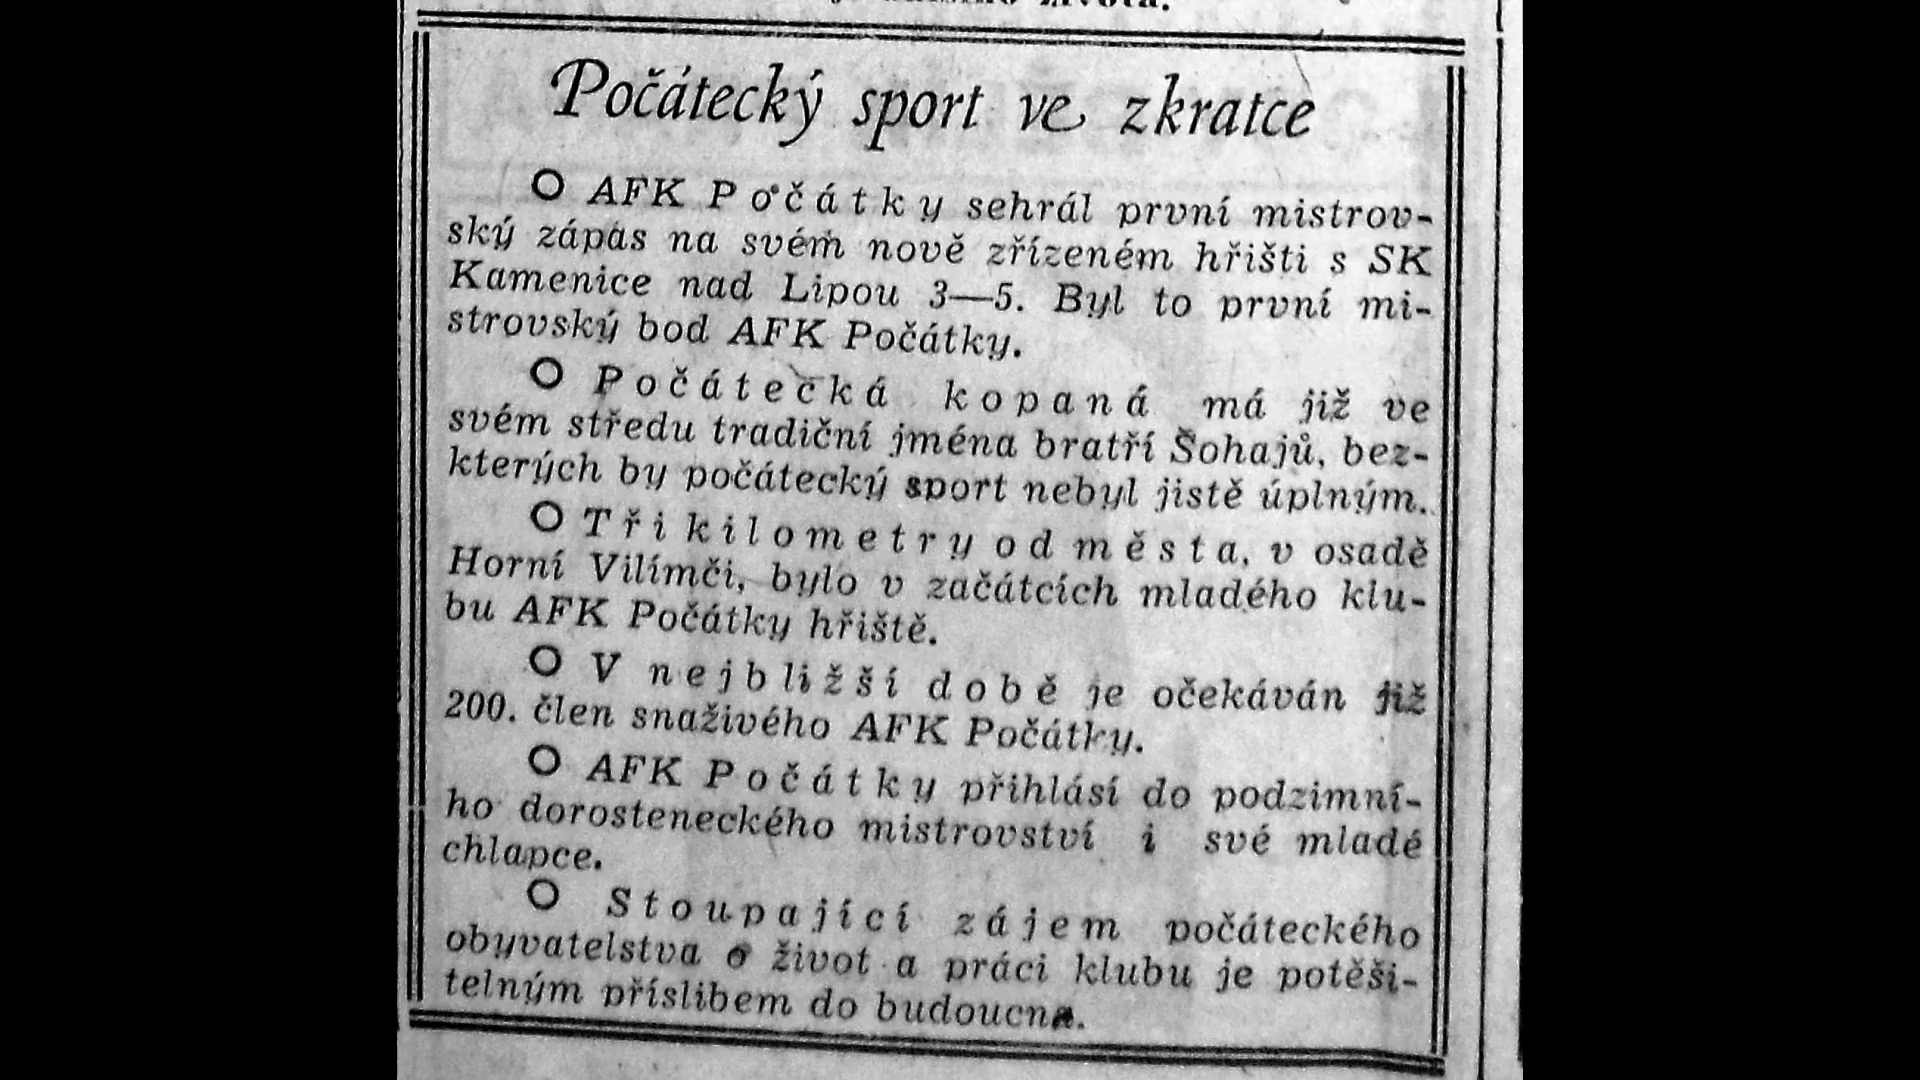 života.
Počátecký sport ve zkratce
O AFK Počátky sehrál první mistrov-
ský zápas na svém nově zřízeném hřišti s SK
Kamenice nad Lipou 3—5. Byl to první mi-
strovský bod AFK Počátky.
O Počátecká kopaná má již ve
svém středu tradiční jména bratří Šohajů, bez-
kterých by počátecký sport nebyl jistě úplným.
O Tři kilometry od města, v osadě
Horní Vilímči, bylo v začátcích mladého klu-
bu AFK Počátky hřiště.
O V nejbližší době je očekáván již
200. člen snaživého AFK Počátky.
O AFK Počátky přihlásí do podzimní-
ho dorosteneckého mistrovství i své mladé
chlapce.
O Stoupající zájem počáteckého
obyvatelstva o život a práci klubu je potěši-
telným příslibem do budoucna.